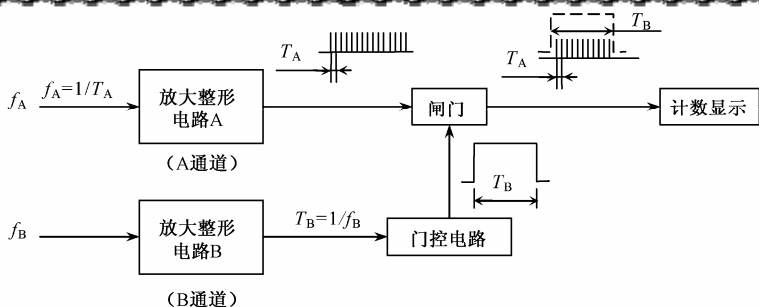 T_B
T_A
T_A
f_A
f_A=1/T_A
放大整形
电路A
闸门
计数显示
(A通道)
T_B
f_B
放大整形
电路B
T_B=1/f_B
门控电路
(B通道)